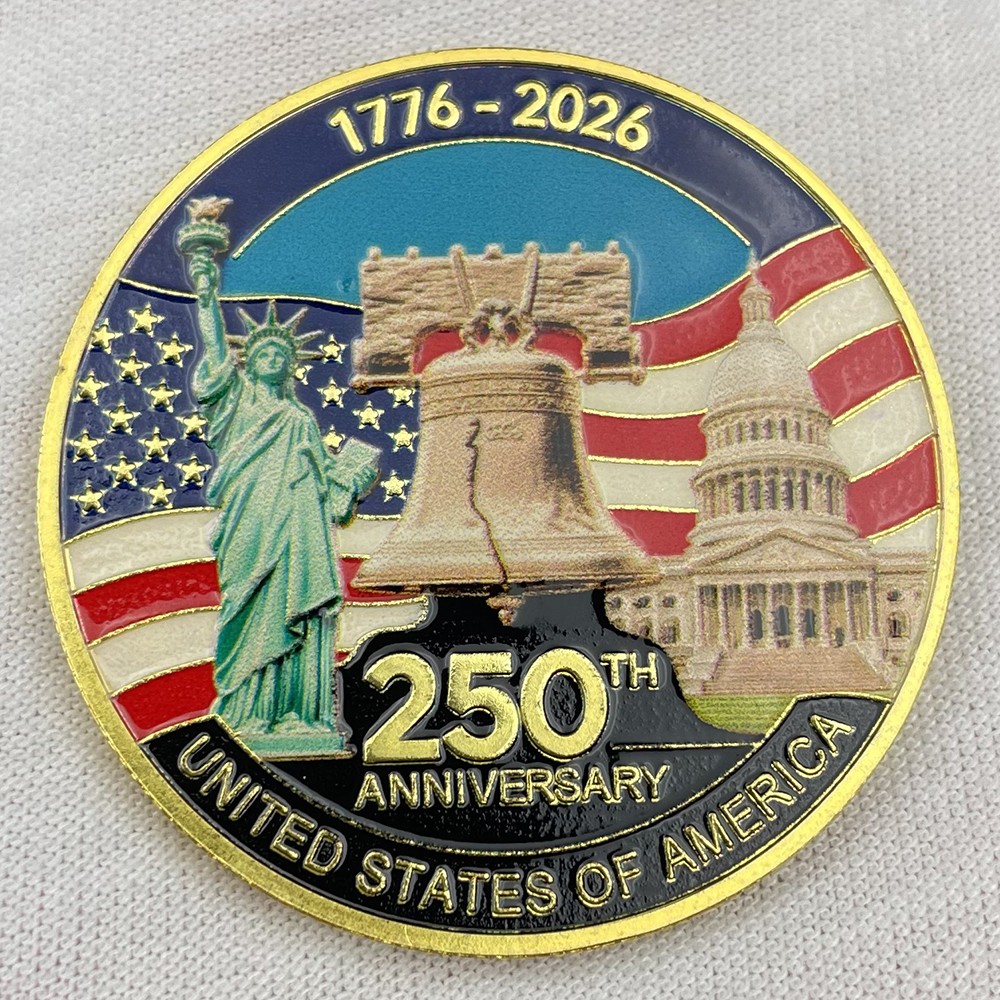 1776 - 2026
250TH
ANNIVERSARY
UNITED STATES OF AMERICA